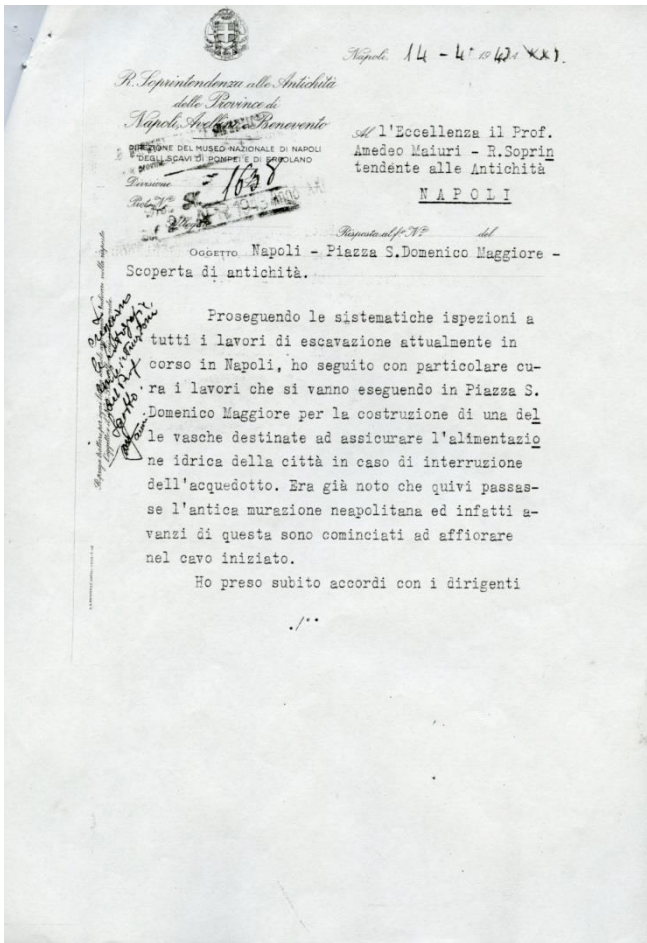 Napoli, 14-4-1943 XXI.
R. Soprintendenza alle Antichità
delle Province di
Napoli, Avellino e Benevento
DIREZIONE DEL MUSEO NAZIONALE DI NAPOLI
DEGLI SCAVI DI POMPEI E DI ERCOLANO
Divisione
Prot. N.o 1638
Al l'Eccellenza il Prof.
Amedeo Maiuri - R.Soprin
tendente alle Antichità
NAPOLI
Risposta al f.o N.o del
OGGETTO Napoli - Piazza S.Domenico Maggiore -
Scoperta di antichità.
Proseguendo le sistematiche ispezioni a
tutti i lavori di escavazione attualmente in
corso in Napoli, ho seguito con particolare cu
ra i lavori che si vanno eseguendo in Piazza S.
Domenico Maggiore per la costruzione di una del
le vasche destinate ad assicurare l'alimentazio
ne idrica della città in caso di interruzione
dell'acquedotto. Era già noto che quivi passas-
se l'antica murazione neapolitana ed infatti a-
vanzi di questa sono cominciati ad affiorare
nel cavo iniziato.
Ho preso subito accordi con i dirigenti
./..